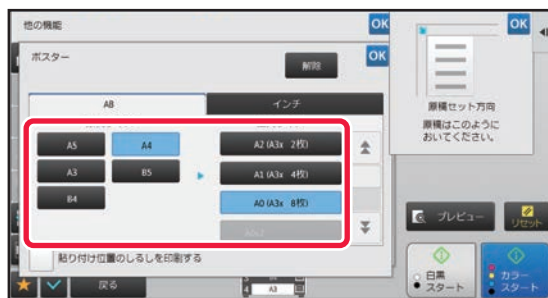 他の機能
OK
OK
ポスター
解除
OK
AB
インチ
A5
A4
A3
B5
B4
A2 (A3x 2枚)
A1 (A3x 4枚)
A0 (A3x 8枚)
A0x2
貼り付け位置のしるしを印刷する
戻る
4 A3
原稿セット方向
原稿はこのように
おいてください。
プレビュー
リセット
白黒
スタート
カラー
スタート